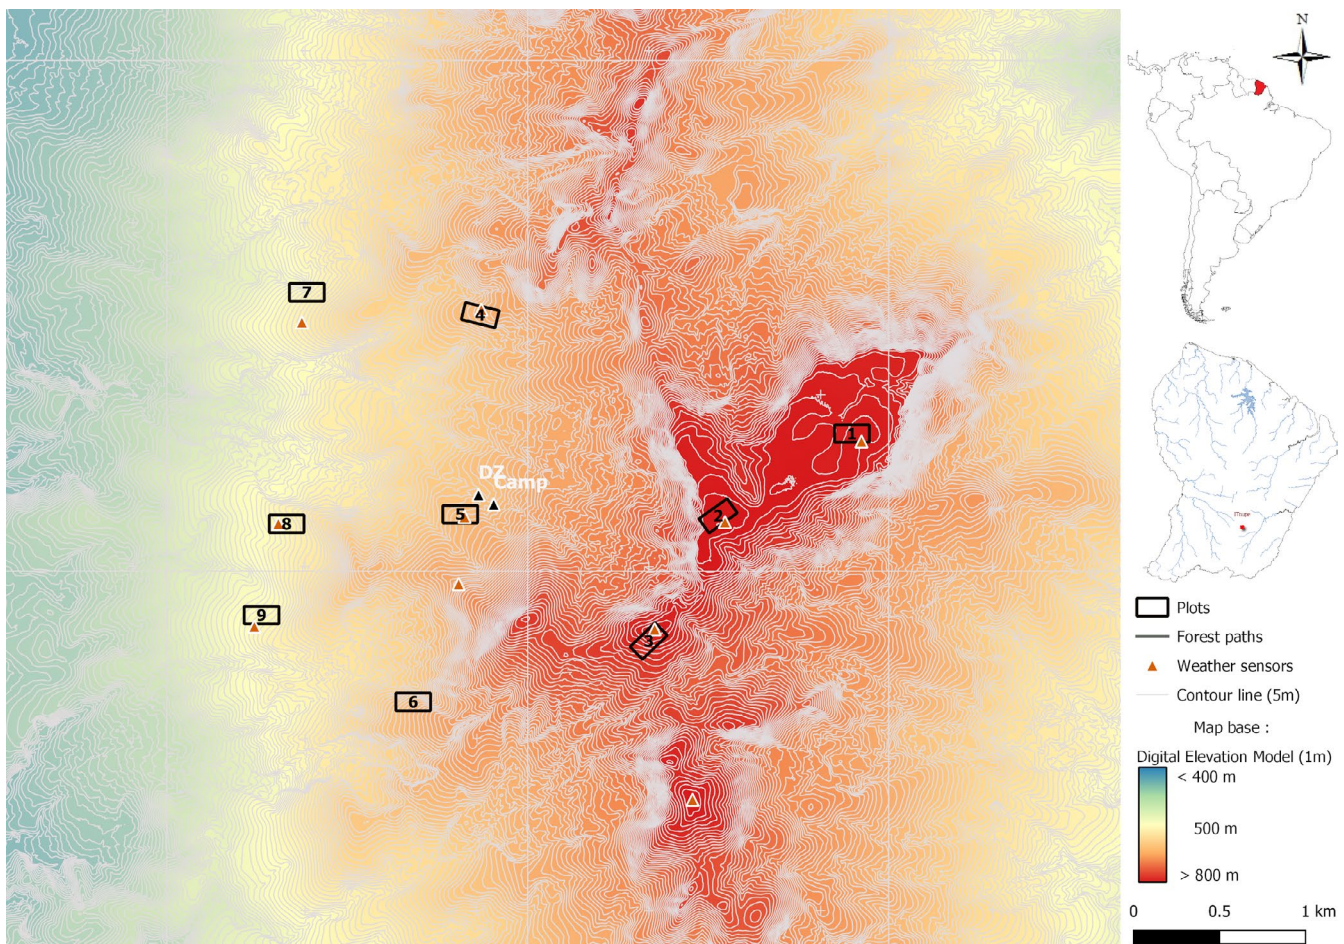 N
7
4
1
DZ
Camp
5
2
8
9
3
6
Plots
Forest paths
Weather sensors
Contour line (5m)
Map base :
Digital Elevation Model (1m)
< 400 m
500 m
> 800 m
0 0.5 1 km